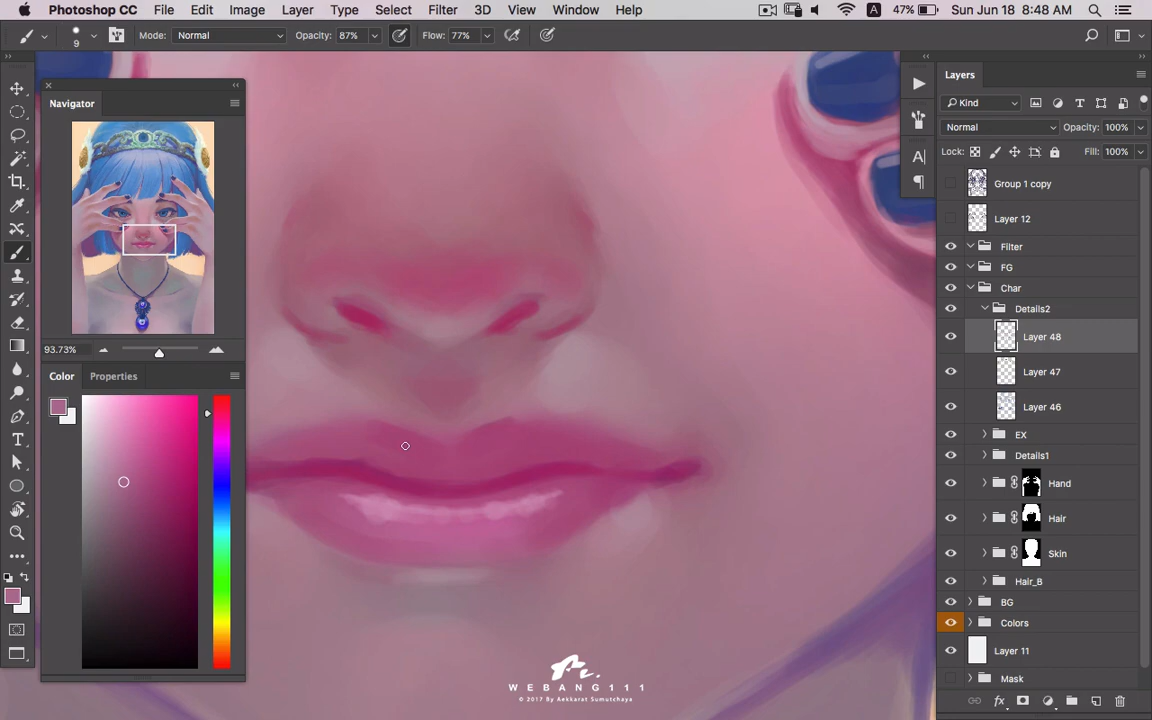 Photoshop CC File Edit Image Layer Type Select Filter 3D View Window Help A 47% Sun Jun 18 8:48 AM
9 Mode: Normal Opacity: 87% Flow: 77%
Navigator
93.73%
Color Properties
Layers
Kind
Normal Opacity: 100%
Lock: Fill: 100%
Group 1 copy
Layer 12
Filter
FG
Char
Details2
Layer 48
Layer 47
Layer 46
EX
Details1
Hand
Hair
Skin
Hair_B
BG
Colors
Layer 11
Mask
WEBANG111
© 2017 By Aekkarat Sumutchaya